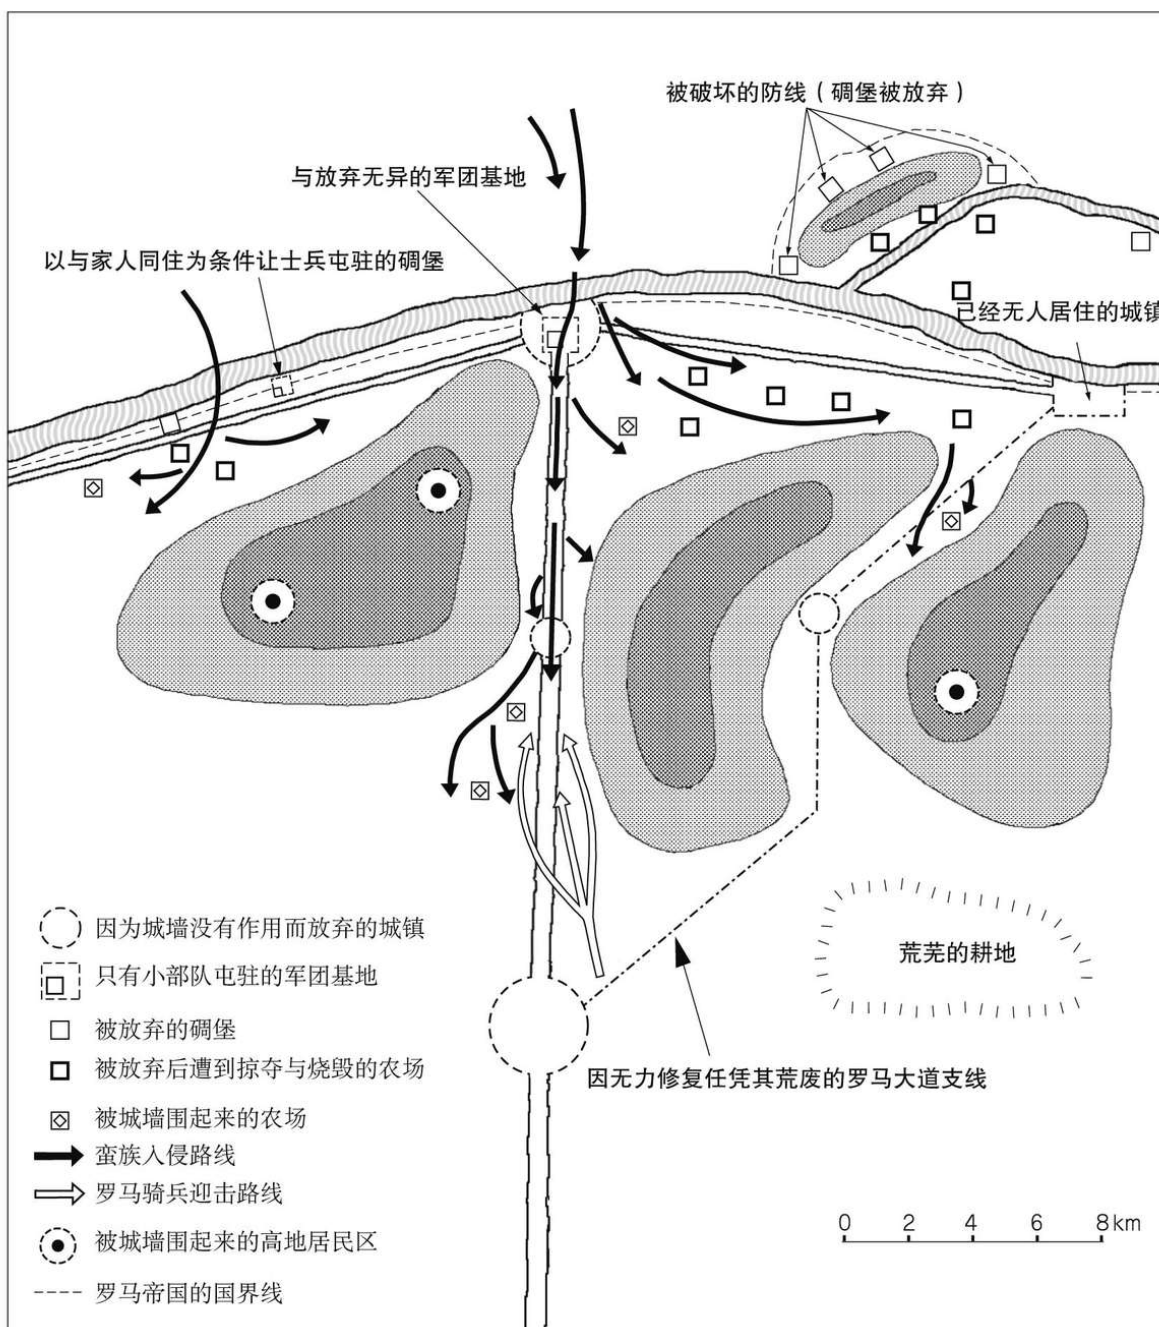 被破坏的防线（碉堡被放弃）
与放弃无异的军团基地
以与家人同住为条件让士兵屯驻的碉堡
已经无人居住的城镇
荒芜的耕地
因无力修复任凭其荒废的罗马大道支线
因为城墙没有作用而放弃的城镇
只有小部队屯驻的军团基地
被放弃的碉堡
被放弃后遭到掠夺与烧毁的农场
被城墙围起来的农场
蛮族入侵路线
罗马骑兵迎击路线
被城墙围起来的高地居民区
罗马帝国的国界线
0 2 4 6 8km